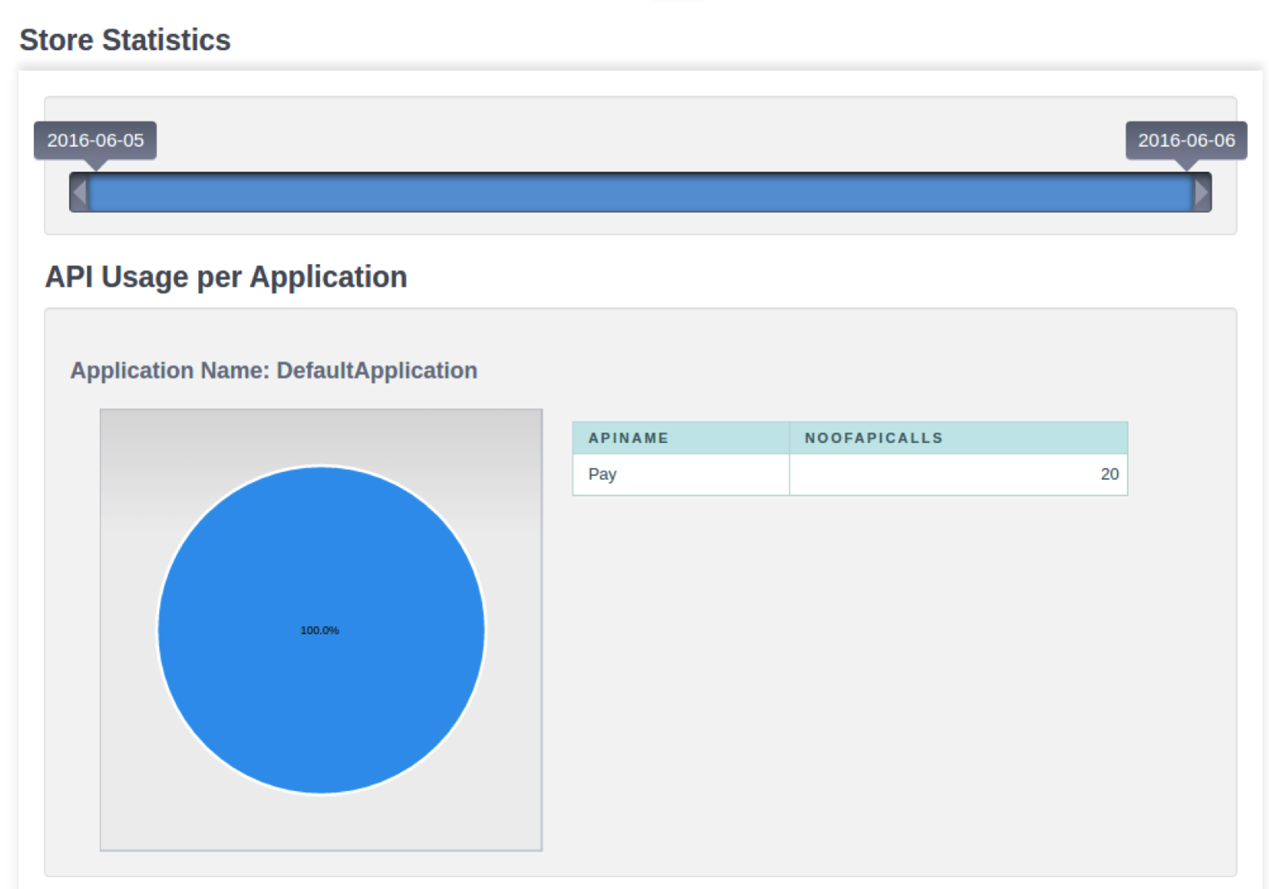 Store Statistics
2016-06-05 2016-06-06
API Usage per Application
Application Name: DefaultApplication
APINAME NOOFAPICALLS
Pay 20
100.0%